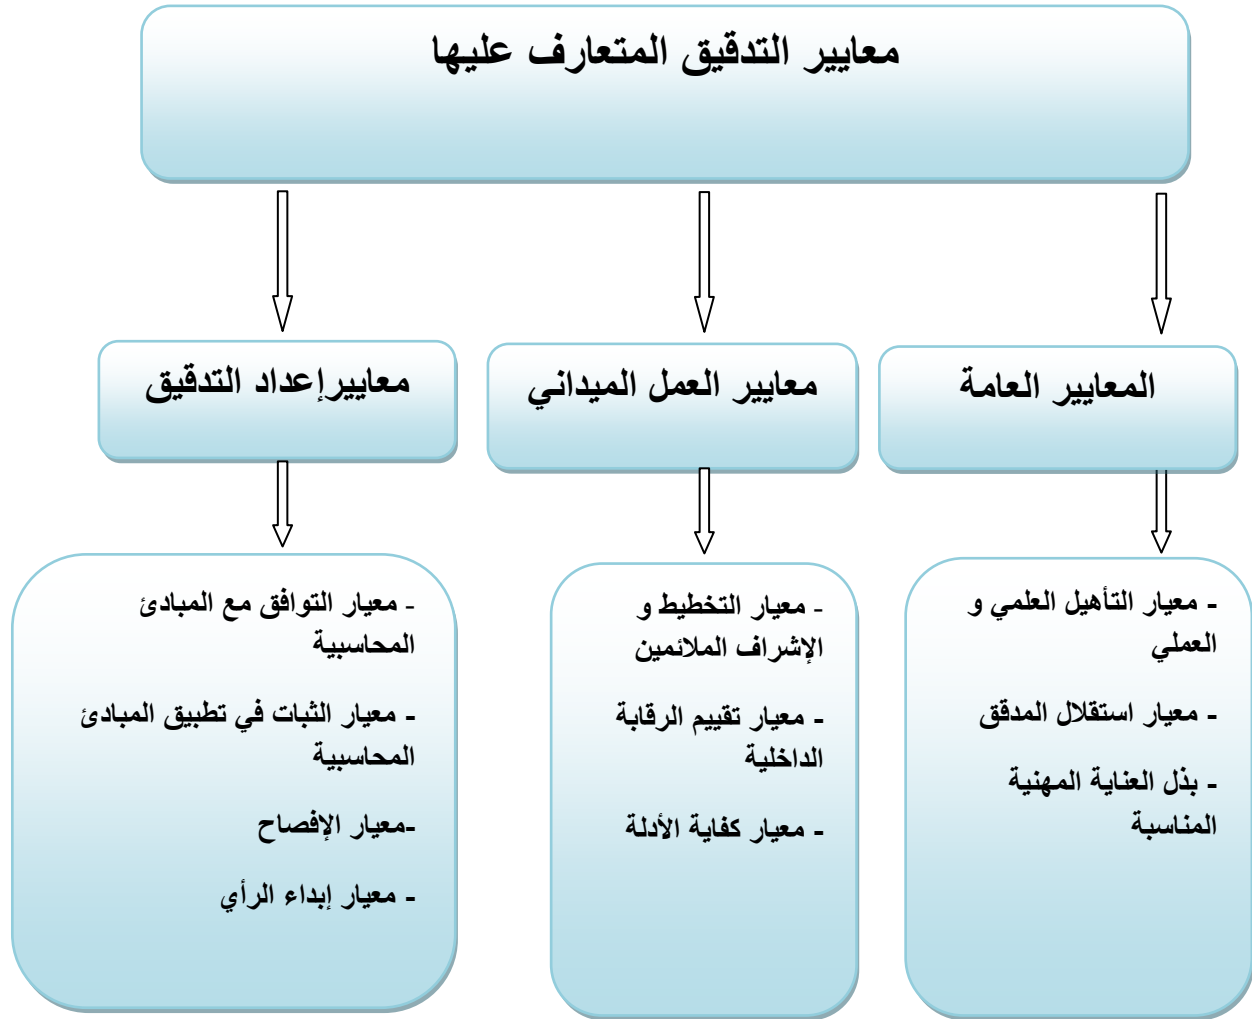 معايير التدقيق المتعارف عليها
المعايير العامة
معايير العمل الميداني
معاييرإعداد التدقيق
- معيار التأهيل العلمي و
العملي
- معيار استقلال المدقق
- بذل العناية المهنية
المناسبة
- معيار التخطيط و
الإشراف الملائمين
- معيار تقييم الرقابة
الداخلية
- معيار كفاية الأدلة
- معيار التوافق مع المبادئ
المحاسبية
- معيار الثبات في تطبيق المبادئ
المحاسبية
-معيار الإفصاح
- معيار إبداء الرأي